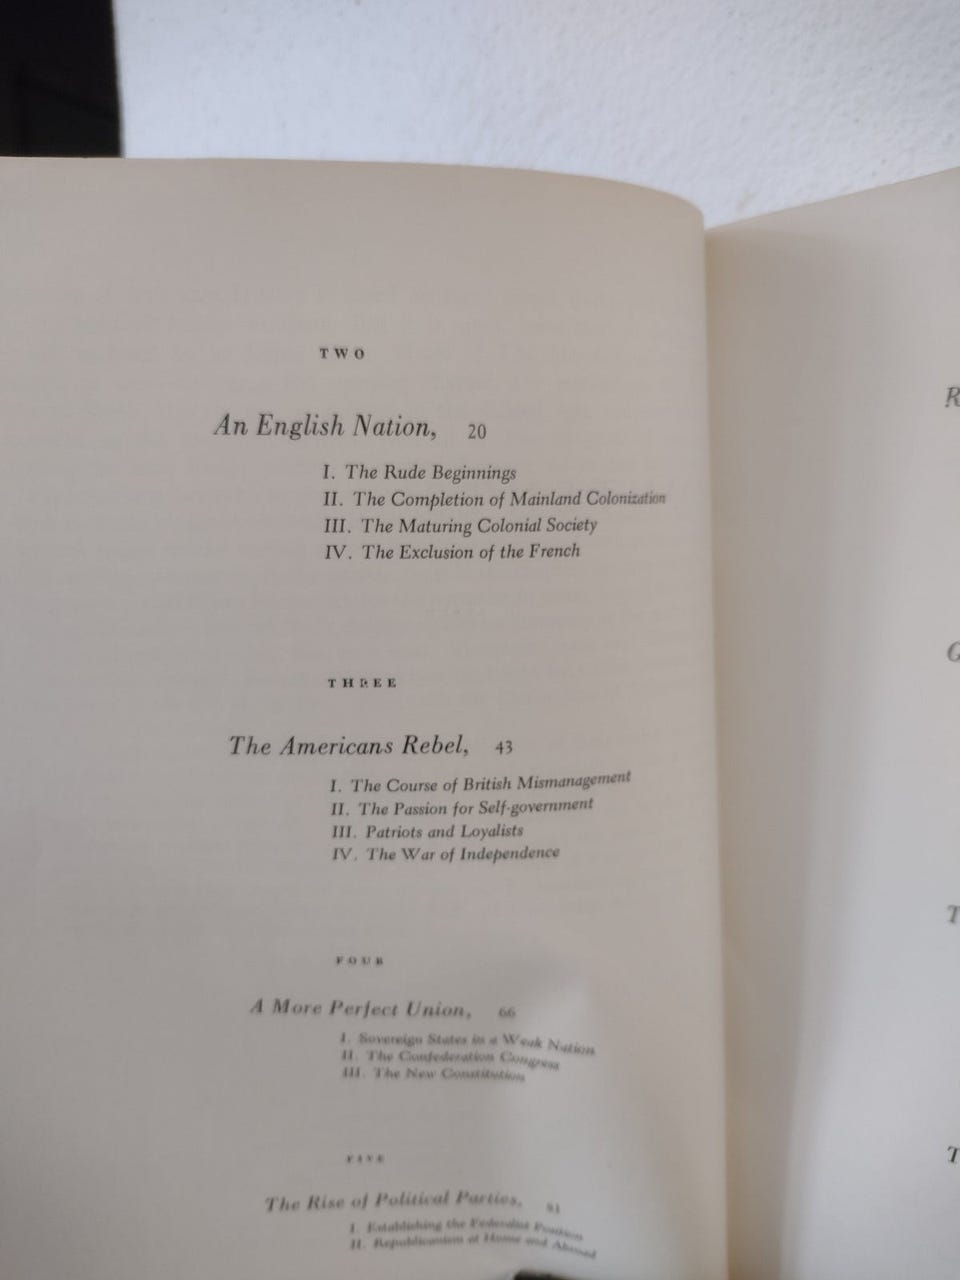 TWO
An English Nation, 20
I. The Rude Beginnings
II. The Completion of Mainland Colonization
III. The Maturing Colonial Society
IV. The Exclusion of the French
THREE
The Americans Rebel, 43
I. The Course of British Mismanagement
II. The Passion for Self-government
III. Patriots and Loyalists
IV. The War of Independence
FOUR
A More Perfect Union, 66
I. Sovereign States in a Weak Nation
II. The Confederation Congress
III. The New Constitution
FIVE
The Rise of Political Parties, 81
I. Establishing the Federalist Position
II. Republicanism at Home and Abroad
R
G
T
T